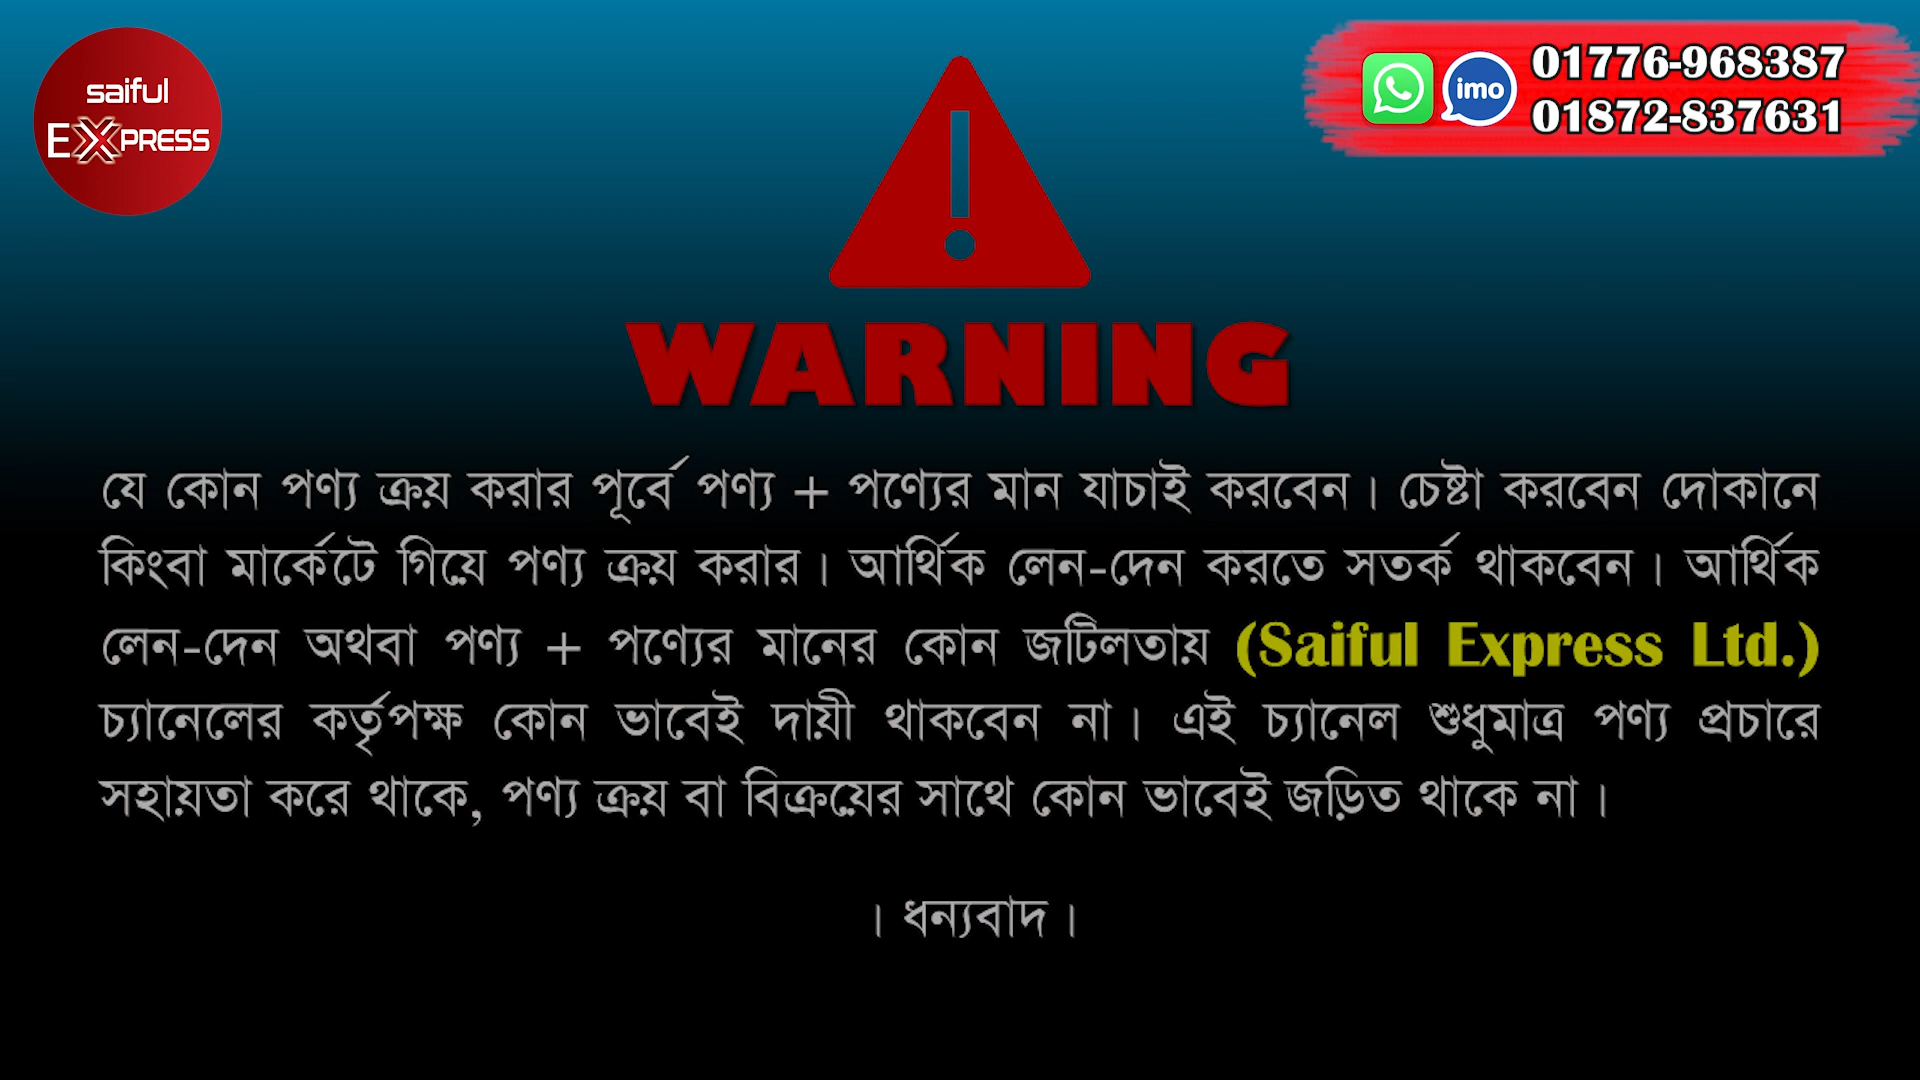 saiful
EXPRESS
imo
01776-968387
01872-837631
WARNING
যে কোন পণ্য ক্রয় করার পূর্বে পণ্য + পণ্যের মান যাচাই করবেন। চেষ্টা করবেন দোকানে
কিংবা মার্কেটে গিয়ে পণ্য ক্রয় করার। আর্থিক লেন-দেন করতে সতর্ক থাকবেন। আর্থিক
লেন-দেন অথবা পণ্য + পণ্যের মানের কোন জটিলতায় (Saiful Express Ltd.)
চ্যানেলের কর্তৃপক্ষ কোন ভাবেই দায়ী থাকবেন না। এই চ্যানেল শুধুমাত্র পণ্য প্রচারে
সহায়তা করে থাকে, পণ্য ক্রয় বা বিক্রয়ের সাথে কোন ভাবেই জড়িত থাকে না।
। ধন্যবাদ।